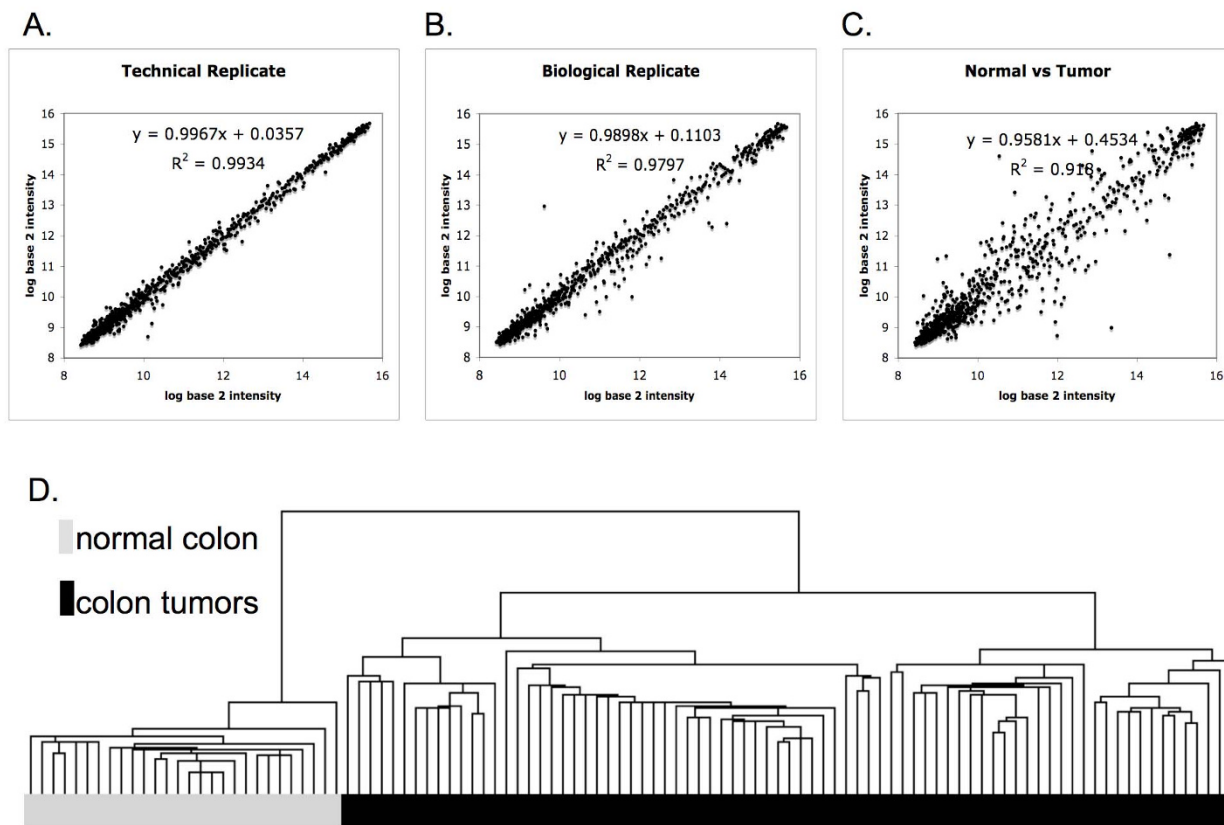 A.
Technical Replicate
y = 0.9967x + 0.0357
R² = 0.9934
log base 2 intensity
16
15
14
13
12
11
10
9
8
8 10 12 14 16
log base 2 intensity
B.
Biological Replicate
y = 0.9898x + 0.1103
R² = 0.9797
log base 2 intensity
16
15
14
13
12
11
10
9
8
8 10 12 14 16
log base 2 intensity
C.
Normal vs Tumor
y = 0.9581x + 0.4534
R² = 0.918
log base 2 intensity
16
15
14
13
12
11
10
9
8
8 10 12 14 16
log base 2 intensity
D.
normal colon
colon tumors